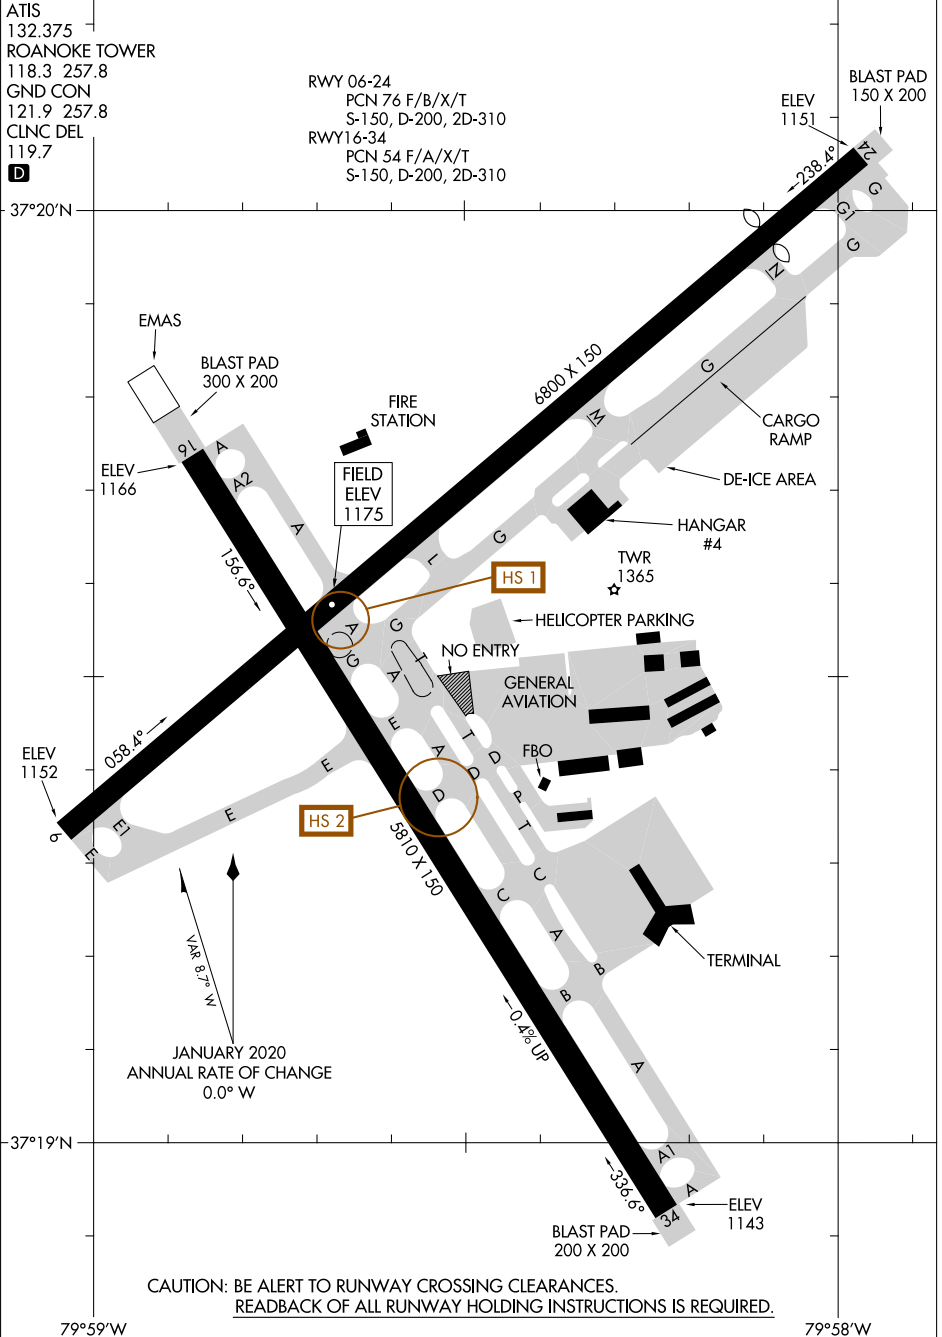 ATIS
132.375
ROANOKE TOWER
118.3 257.8
GND CON
121.9 257.8
CLNC DEL
119.7
D
RWY 06-24
PCN 76 F/B/X/T
S-150, D-200, 2D-310
RWY16-34
PCN 54 F/A/X/T
S-150, D-200, 2D-310
BLAST PAD
150 X 200
ELEV
1151
24
238.4°
G
G1
G
37°20'N
N
EMAS
BLAST PAD
300 X 200
6800 X 150
G
FIRE
STATION
M
CARGO
RAMP
16
A
ELEV
1166
A2
FIELD
ELEV
1175
DE-ICE AREA
A
G
HANGAR
#4
L
TWR
1365
156.6°
HS 1
HELICOPTER PARKING
A
G
G
T
NO ENTRY
A
GENERAL
AVIATION
E
T
058.4°
A
D
FBO
ELEV
1152
E
D
D
P
HS 2
E
T
5810 X 150
9
E1
E
C
C
A
VAR 8.7° W
B
B
TERMINAL
0.4% UP
JANUARY 2020
ANNUAL RATE OF CHANGE
0.0° W
A
37°19'N
A1
A
336.6°
34
ELEV
1143
BLAST PAD
200 X 200
CAUTION: BE ALERT TO RUNWAY CROSSING CLEARANCES.
READBACK OF ALL RUNWAY HOLDING INSTRUCTIONS IS REQUIRED.
79°59'W
79°58'W